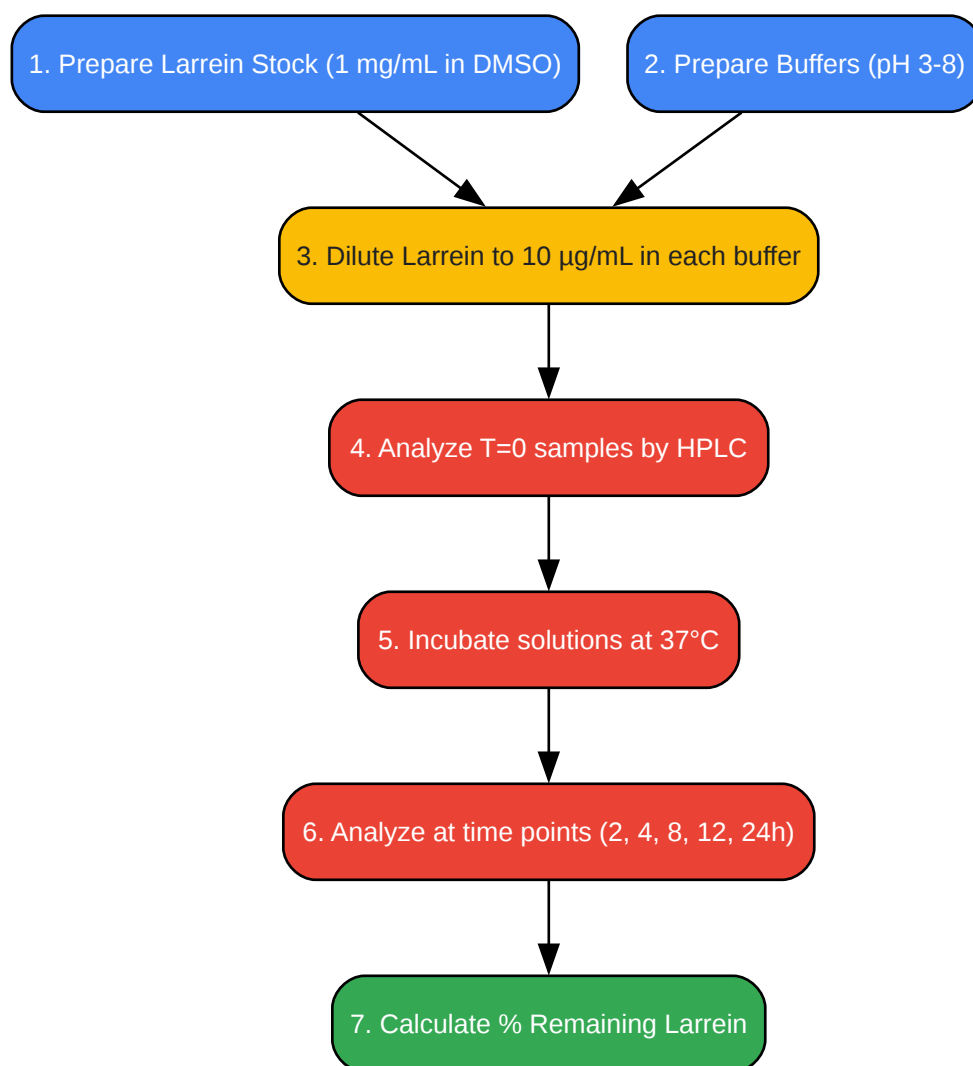 1. Prepare Larrein Stock (1 mg/mL in DMSO)
2. Prepare Buffers (pH 3-8)
3. Dilute Larrein to 10 µg/mL in each buffer
4. Analyze T=0 samples by HPLC
5. Incubate solutions at 37°C
6. Analyze at time points (2, 4, 8, 12, 24h)
7. Calculate % Remaining Larrein